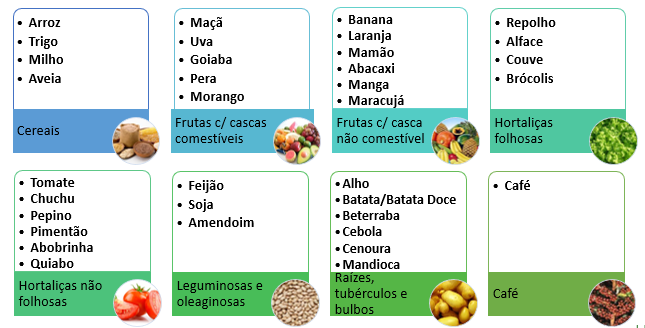 • Arroz
• Trigo
• Milho
• Aveia
Cereais
• Maçã
• Uva
• Goiaba
• Pera
• Morango
Frutas c/ cascas
comestíveis
• Banana
• Laranja
• Mamão
• Abacaxi
• Manga
• Maracujá
Frutas c/ casca
não comestível
• Repolho
• Alface
• Couve
• Brócolis
Hortaliças
folhosas
• Tomate
• Chuchu
• Pepino
• Pimentão
• Abobrinha
• Quiabo
Hortaliças não
folhosas
• Feijão
• Soja
• Amendoim
Leguminosas e
oleaginosas
• Alho
• Batata/Batata Doce
• Beterraba
• Cebola
• Cenoura
• Mandioca
Raízes,
tubérculos e
bulbos
• Café
Café